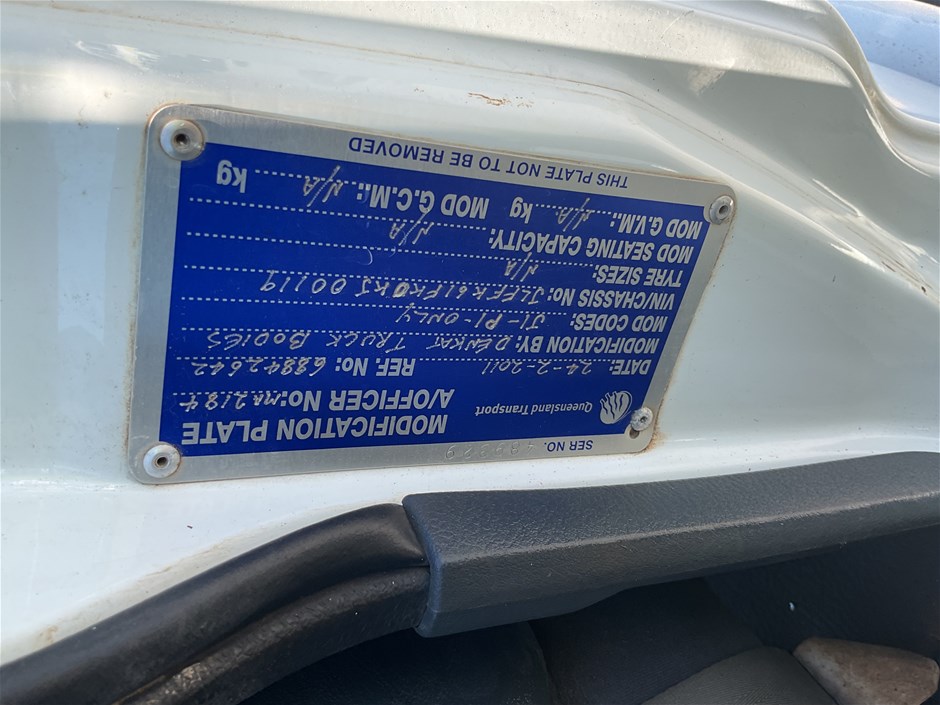 SER NO.
Queensland Transport
MODIFICATION PLATE
A/OFFICER No: MA2184
DATE: 24-2-2011 REF. No: 68842642
MODIFICATION BY: DENKAT TRUCK BODIES
MOD CODES: J1-P1-ONLY
VIN/CHASSIS No: JLFFK61FK0KJ00119
TYRE SIZES: N/A
MOD SEATING CAPACITY: N/A
MOD G.V.M.: N/A kg MOD G.C.M.: N/A kg
THIS PLATE NOT TO BE REMOVED